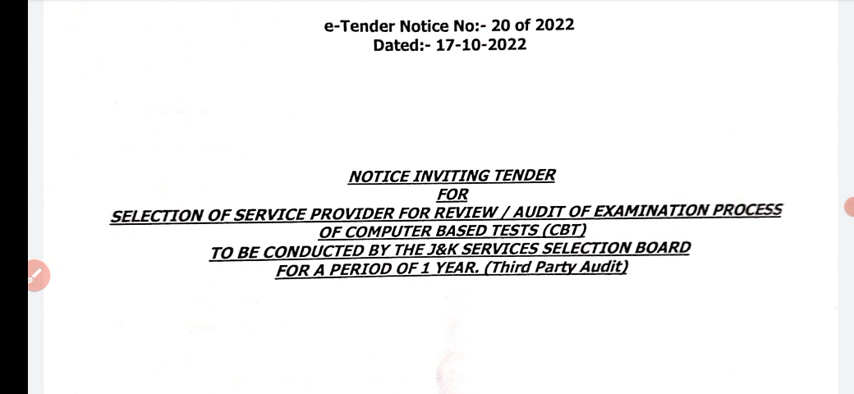 e-Tender Notice No:- 20 of 2022
Dated:- 17-10-2022
NOTICE INVITING TENDER
FOR
SELECTION OF SERVICE PROVIDER FOR REVIEW / AUDIT OF EXAMINATION PROCESS
OF COMPUTER BASED TESTS (CBT)
TO BE CONDUCTED BY THE J&K SERVICES SELECTION BOARD
FOR A PERIOD OF 1 YEAR. (Third Party Audit)